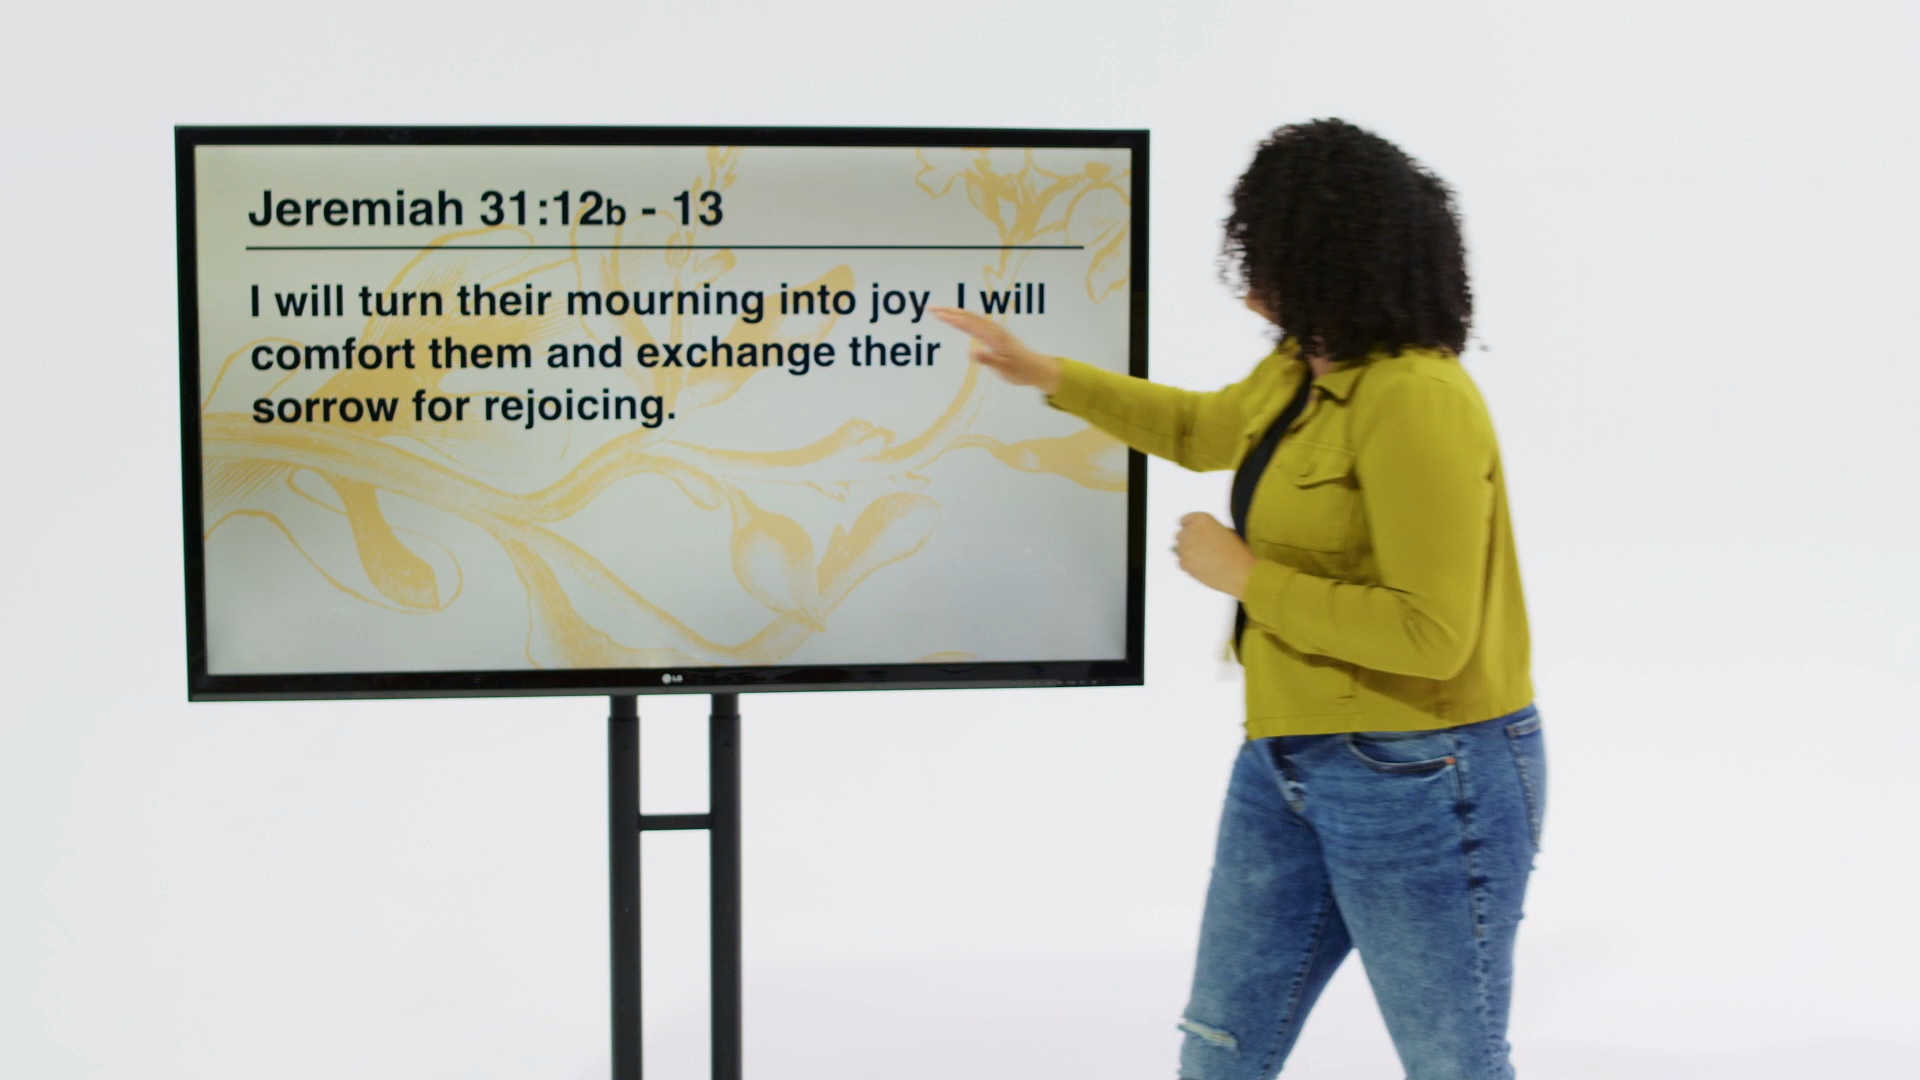 Jeremiah 31:12b - 13
I will turn their mourning into joy I will
comfort them and exchange their
sorrow for rejoicing.
LG